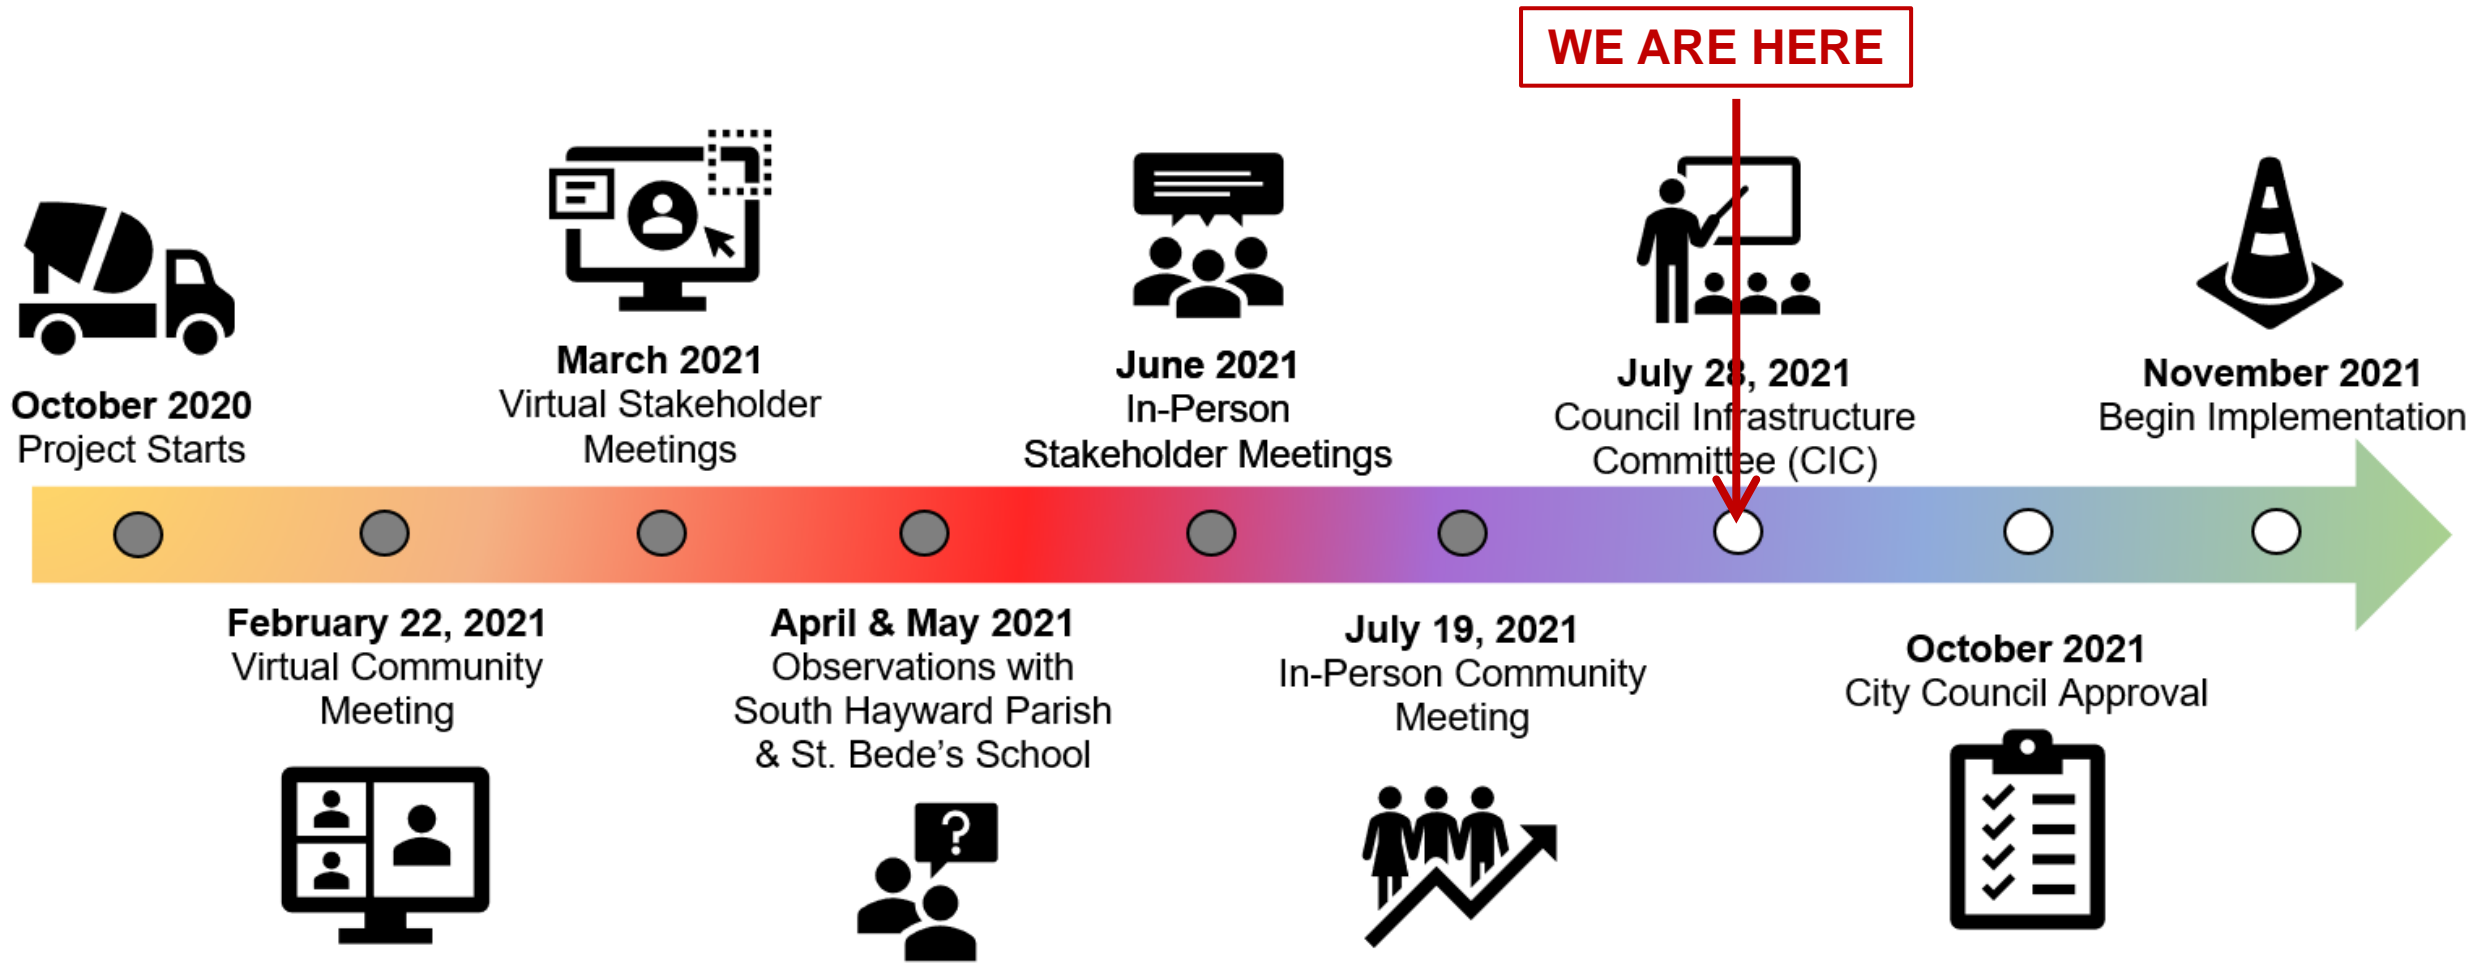 WE ARE HERE
October 2020
Project Starts
February 22, 2021
Virtual Community
Meeting
March 2021
Virtual Stakeholder
Meetings
April & May 2021
Observations with
South Hayward Parish
& St. Bede’s School
?
June 2021
In-Person
Stakeholder Meetings
July 19, 2021
In-Person Community
Meeting
July 28, 2021
Council Infrastructure
Committee (CIC)
October 2021
City Council Approval
November 2021
Begin Implementation